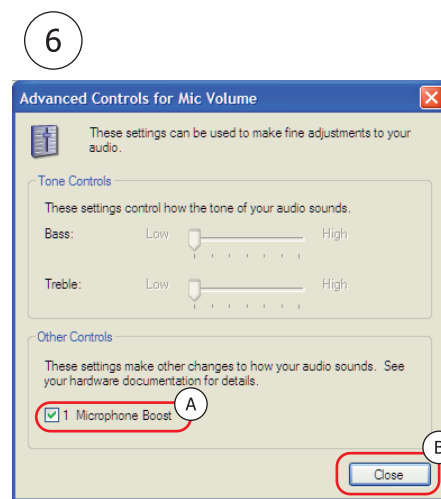 6
Advanced Controls for Mic Volume
These settings can be used to make fine adjustments to your
audio.
Tone Controls
These settings control how the tone of your audio sounds.
Bass: Low High
Treble: Low High
Other Controls
These settings make other changes to how your audio sounds. See
your hardware documentation for details.
1 Microphone Boost A
B
Close